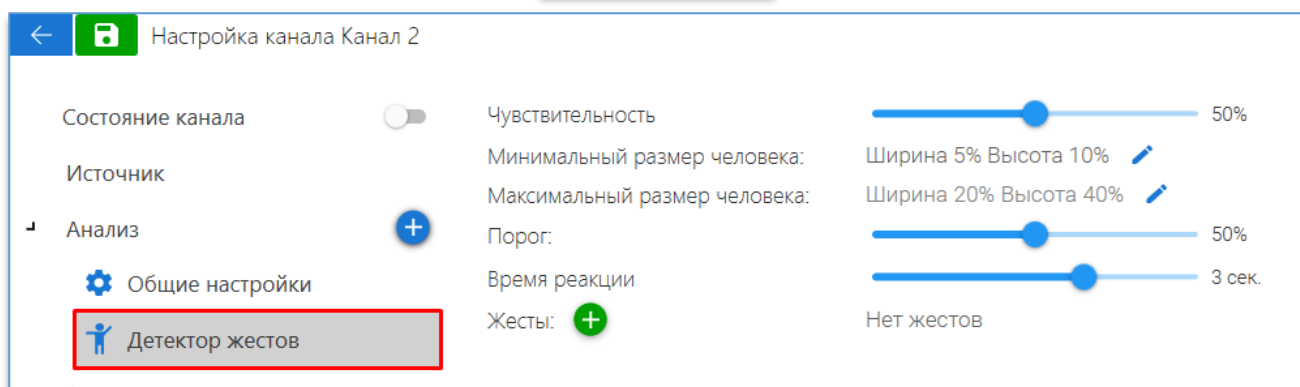 Настройка канала Канал 2
Состояние канала
Источник
Анализ
Общие настройки
Детектор жестов
Чувствительность 50%
Минимальный размер человека: Ширина 5% Высота 10%
Максимальный размер человека: Ширина 20% Высота 40%
Порог: 50%
Время реакции 3 сек.
Жесты: Нет жестов